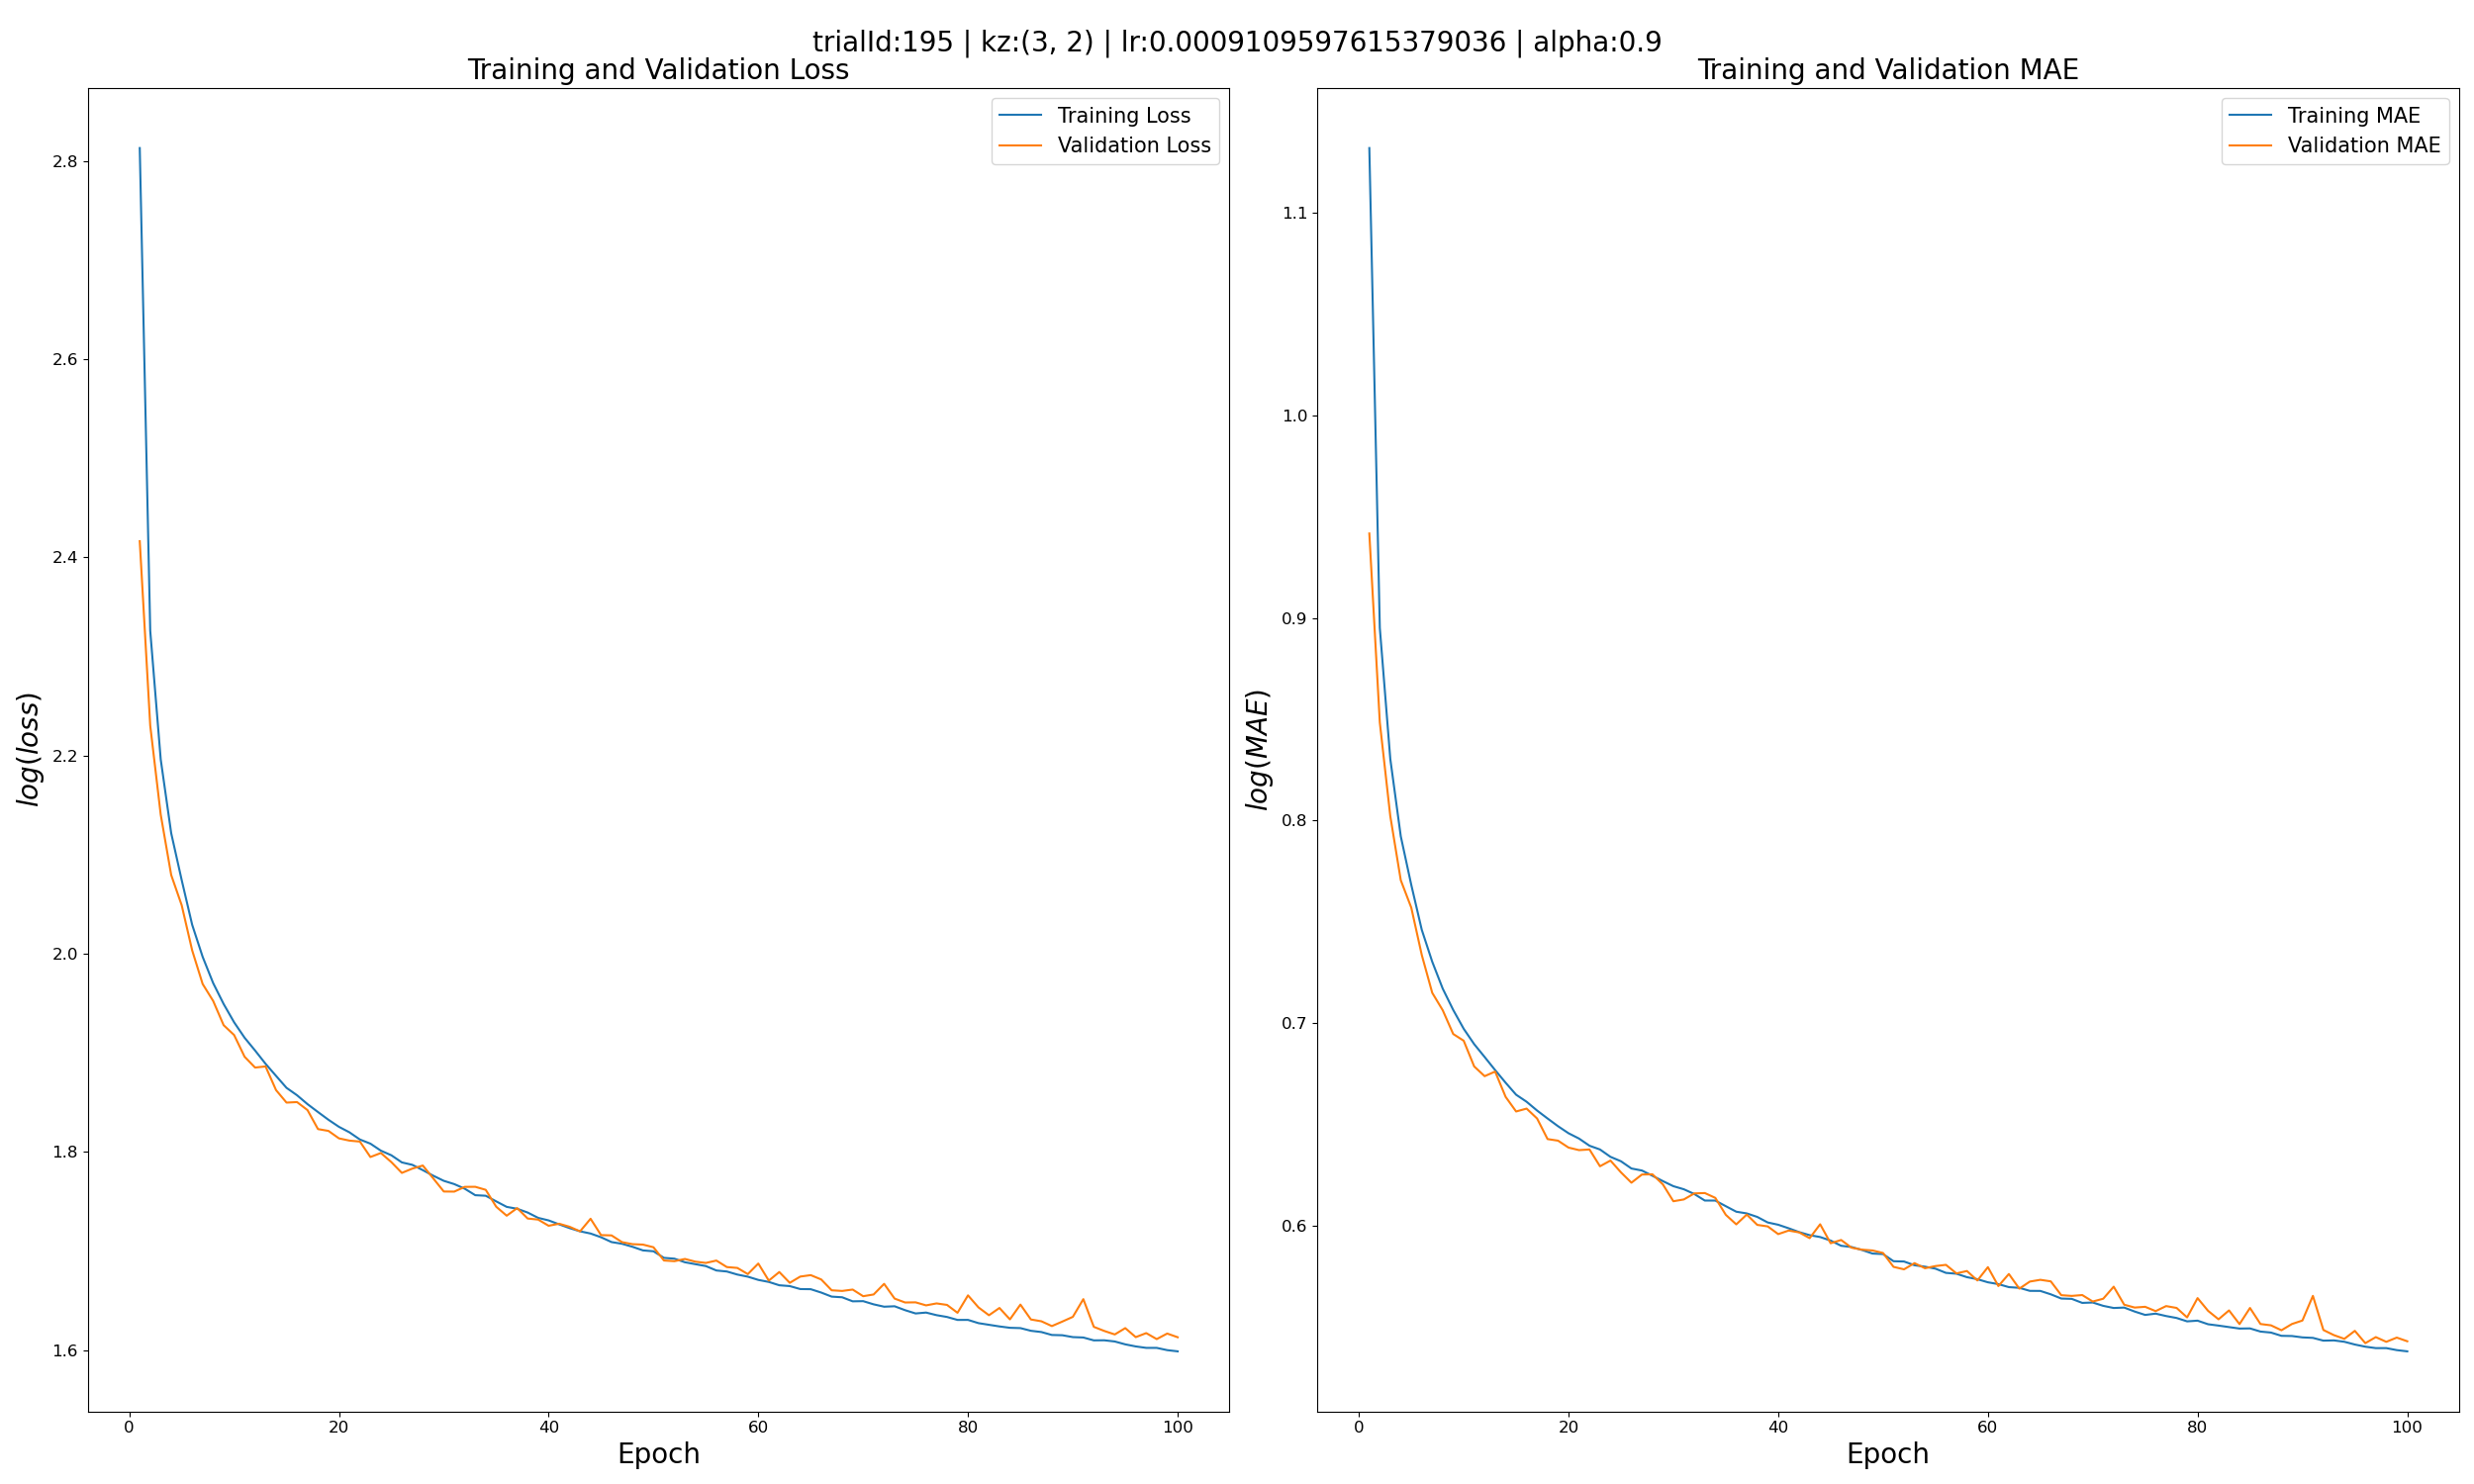 trialId:195 | kz:(3, 2) | lr:0.0009109597615379036 | alpha:0.9
Training and Validation Loss
Training Loss
Validation Loss
log(loss)
2.8
2.6
2.4
2.2
2.0
1.8
1.6
0 20 40 60 80 100
Epoch
Training and Validation MAE
Training MAE
Validation MAE
log(MAE)
1.1
1.0
0.9
0.8
0.7
0.6
0 20 40 60 80 100
Epoch